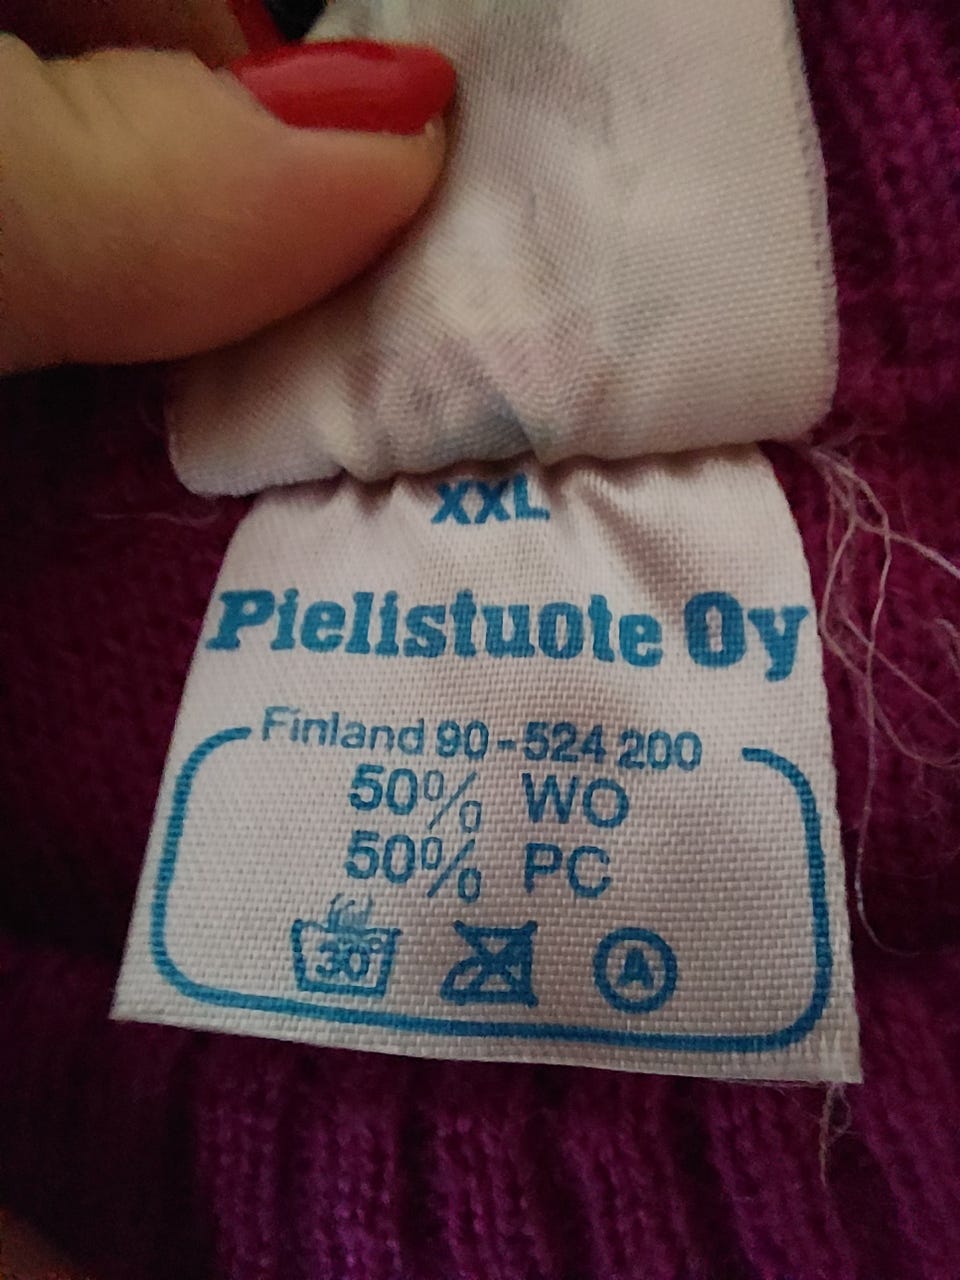 XXL
Pielistuote Oy
Finland 90-524 200
50% WO
50% PC
30°
A